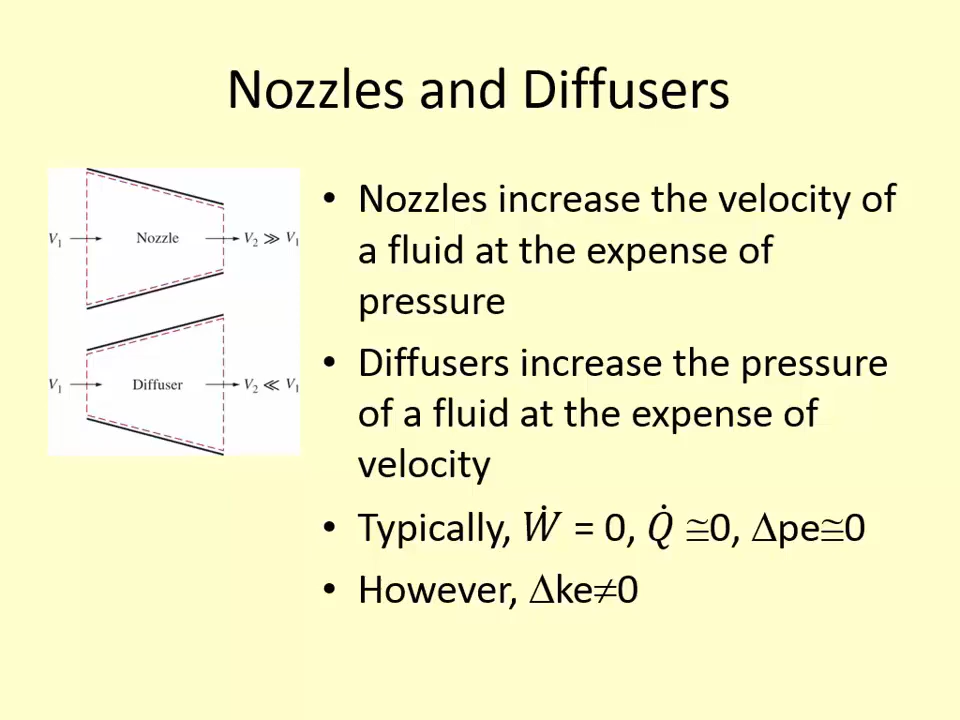 Nozzles and Diffusers
V₁ Nozzle V₂ ≫ V₁
V₁ Diffuser V₂ ≪ V₁
• Nozzles increase the velocity of
a fluid at the expense of
pressure
• Diffusers increase the pressure
of a fluid at the expense of
velocity
• Typically, Ẇ = 0, Q̇ ≅0, Δpe≅0
• However, Δke≠0